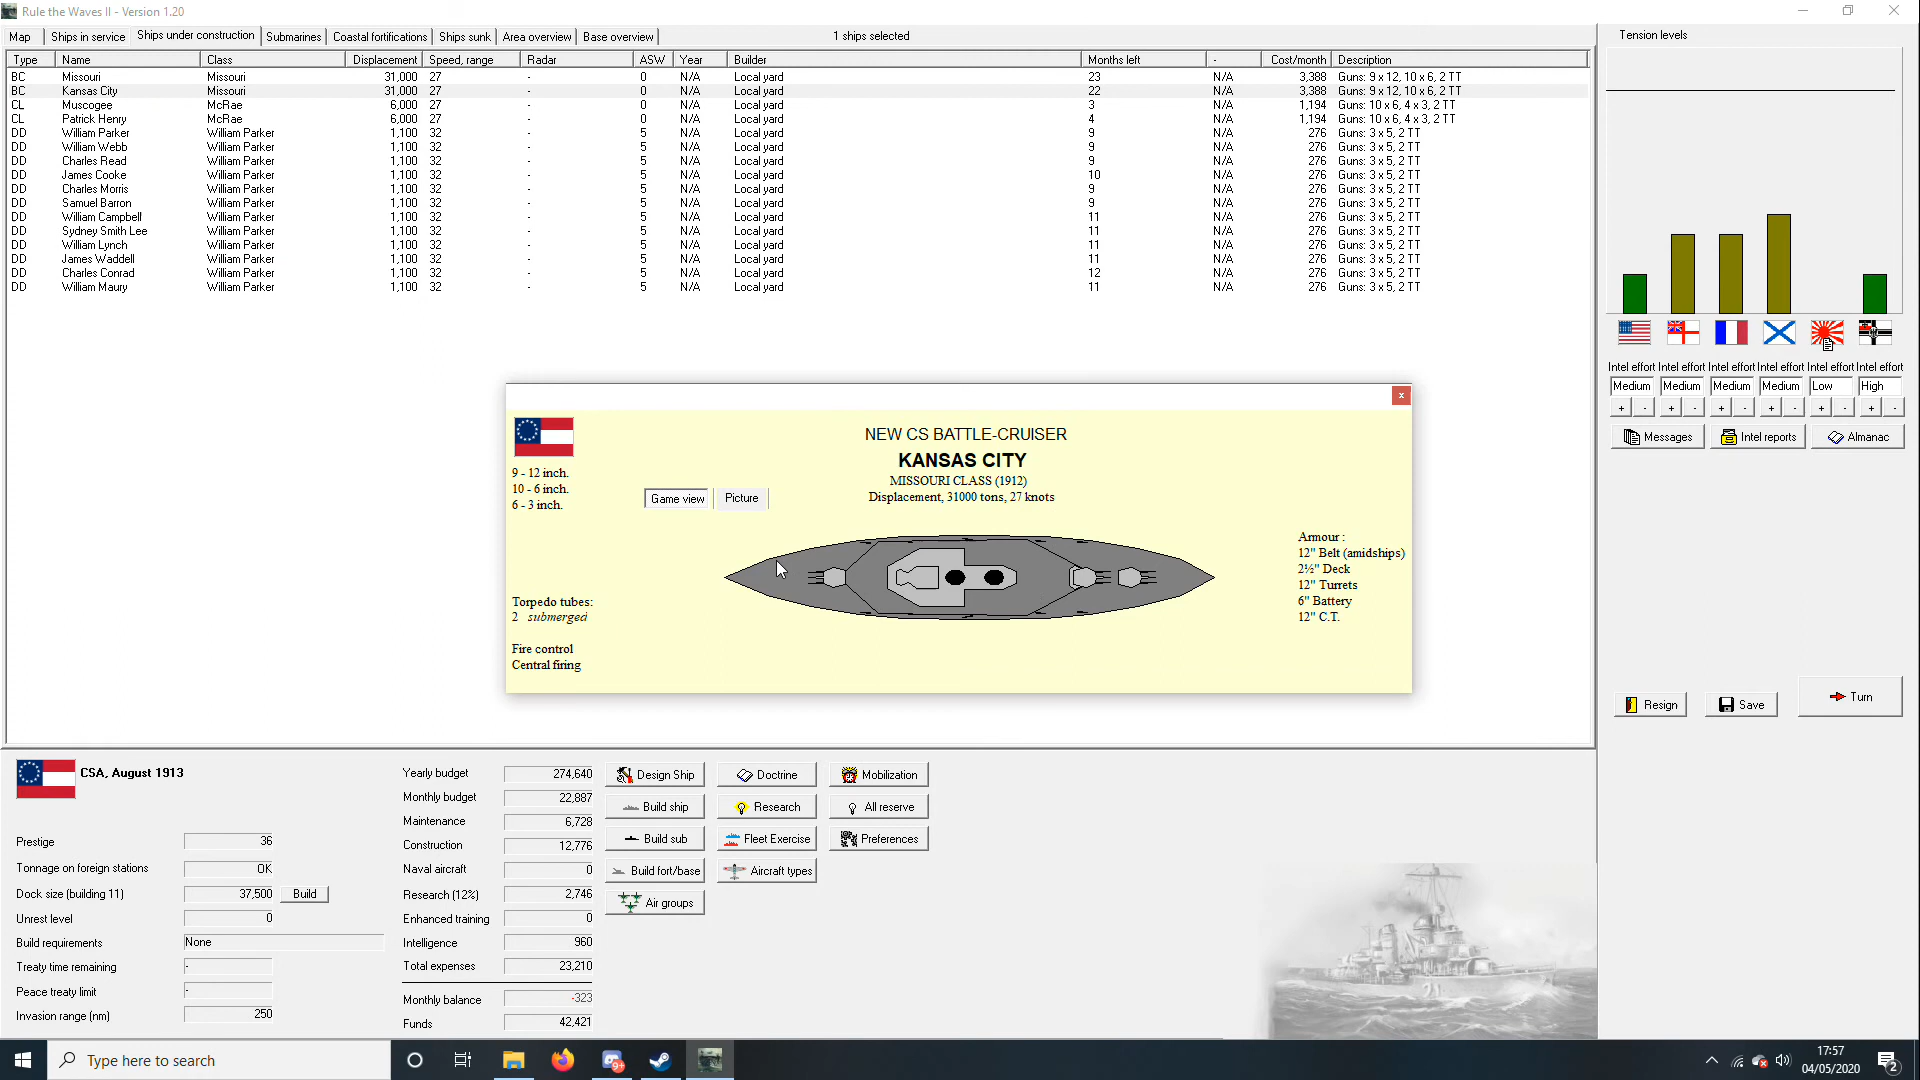 Rule the Waves II - Version 1.20
Map Ships in service Ships under construction Submarines Coastal fortifications Ships sunk Area overview Base overview 1 ships selected
Type Name Class Displacement Speed, range Radar ASW Year Builder Months left - Cost/month Description
BC Missouri Missouri 31,000 27 - 0 N/A Local yard 23 N/A 3,388 Guns: 9 x 12, 10 x 6, 2 TT
BC Kansas City Missouri 31,000 27 - 0 N/A Local yard 22 N/A 3,388 Guns: 9 x 12, 10 x 6, 2 TT
CL Muscogee McRae 6,000 27 - 0 N/A Local yard 3 N/A 1,194 Guns: 10 x 6, 4 x 3, 2 TT
CL Patrick Henry McRae 6,000 27 - 0 N/A Local yard 4 N/A 1,194 Guns: 10 x 6, 4 x 3, 2 TT
DD William Parker William Parker 1,100 32 - 5 N/A Local yard 9 N/A 276 Guns: 3 x 5, 2 TT
DD William Webb William Parker 1,100 32 - 5 N/A Local yard 9 N/A 276 Guns: 3 x 5, 2 TT
DD Charles Read William Parker 1,100 32 - 5 N/A Local yard 9 N/A 276 Guns: 3 x 5, 2 TT
DD James Cooke William Parker 1,100 32 - 5 N/A Local yard 10 N/A 276 Guns: 3 x 5, 2 TT
DD Charles Morris William Parker 1,100 32 - 5 N/A Local yard 9 N/A 276 Guns: 3 x 5, 2 TT
DD Samuel Barron William Parker 1,100 32 - 5 N/A Local yard 9 N/A 276 Guns: 3 x 5, 2 TT
DD William Campbell William Parker 1,100 32 - 5 N/A Local yard 11 N/A 276 Guns: 3 x 5, 2 TT
DD Sydney Smith Lee William Parker 1,100 32 - 5 N/A Local yard 11 N/A 276 Guns: 3 x 5, 2 TT
DD William Lynch William Parker 1,100 32 - 5 N/A Local yard 11 N/A 276 Guns: 3 x 5, 2 TT
DD James Waddell William Parker 1,100 32 - 5 N/A Local yard 11 N/A 276 Guns: 3 x 5, 2 TT
DD Charles Conrad William Parker 1,100 32 - 5 N/A Local yard 12 N/A 276 Guns: 3 x 5, 2 TT
DD William Maury William Parker 1,100 32 - 5 N/A Local yard 11 N/A 276 Guns: 3 x 5, 2 TT
Tension levels
Intel effort Intel effort Intel effort Intel effort Intel effort Intel effort
Medium Medium Medium Medium Low High
+ - + - + - + - + - + -
Messages Intel reports Almanac
Resign Save Turn
x
NEW CS BATTLE-CRUISER
KANSAS CITY
MISSOURI CLASS (1912)
Displacement, 31000 tons, 27 knots
9 - 12 inch.
10 - 6 inch.
6 - 3 inch.
Game view Picture
Torpedo tubes:
2 submerged
Fire control
Central firing
Armour :
12" Belt (amidships)
2½" Deck
12" Turrets
6" Battery
12" C.T.
CSA, August 1913
Prestige 36
Tonnage on foreign stations OK
Dock size (building 11) 37,500 Build
Unrest level 0
Build requirements None
Treaty time remaining -
Peace treaty limit -
Invasion range (nm) 250
Yearly budget 274,640
Monthly budget 22,887
Maintenance 6,728
Construction 12,776
Naval aircraft 0
Research (12%) 2,746
Enhanced training 0
Intelligence 960
Total expenses 23,210
Monthly balance -323
Funds 42,421
Design Ship Doctrine Mobilization
Build ship Research All reserve
Build sub Fleet Exercise Preferences
Build fort/base Aircraft types
Air groups
Type here to search
9+
17:57
04/05/2020
2